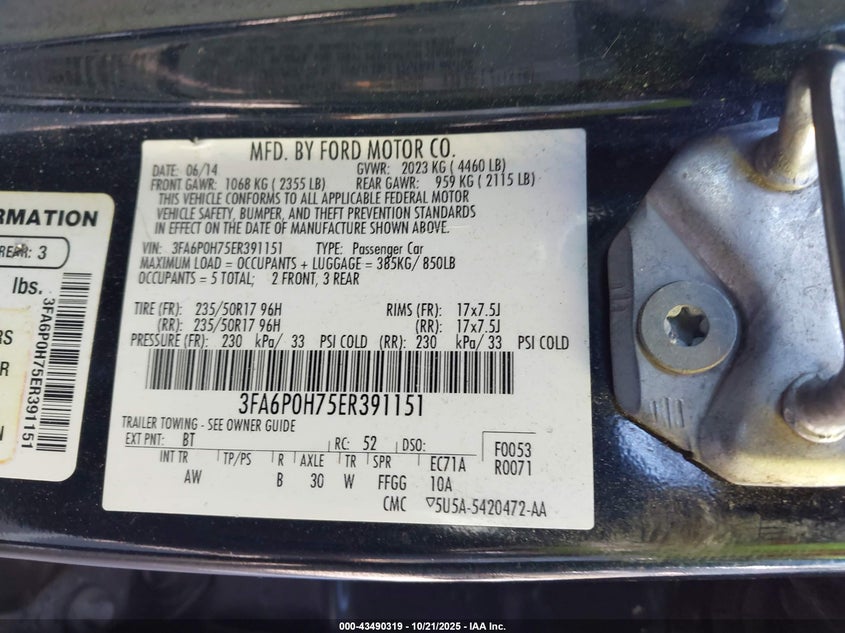 MFD. BY FORD MOTOR CO.
DATE: 06/14 GVWR: 2023 KG ( 4460 LB)
FRONT GAWR: 1068 KG ( 2355 LB) REAR GAWR: 959 KG ( 2115 LB)
THIS VEHICLE CONFORMS TO ALL APPLICABLE FEDERAL MOTOR
VEHICLE SAFETY, BUMPER, AND THEFT PREVENTION STANDARDS
IN EFFECT ON THE DATE OF MANUFACTURE SHOWN ABOVE.
VIN: 3FA6P0H75ER391151 TYPE: Passenger Car
MAXIMUM LOAD = OCCUPANTS + LUGGAGE = 385KG/ 850LB
OCCUPANTS = 5 TOTAL; 2 FRONT, 3 REAR
TIRE (FR): 235/50R17 96H RIMS (FR): 17x7.5J
(RR): 235/50R17 96H (RR): 17x7.5J
PRESSURE (FR): 230 kPa/ 33 PSI COLD (RR): 230 kPa/ 33 PSI COLD
3FA6P0H75ER391151
TRAILER TOWING - SEE OWNER GUIDE
EXT PNT: BT RC: 52 DSO: F0053
R0071
INT TR TP/PS R AXLE TR SPR EC71A
AW B 30 W FFGG 10A
CMC ▽5U5A-5420472-AA
RMATION
REAR: 3
lbs.
RS
R
N
3FA6P0H75ER391151
000-43490319 - 10/21/2025 - IAA Inc.